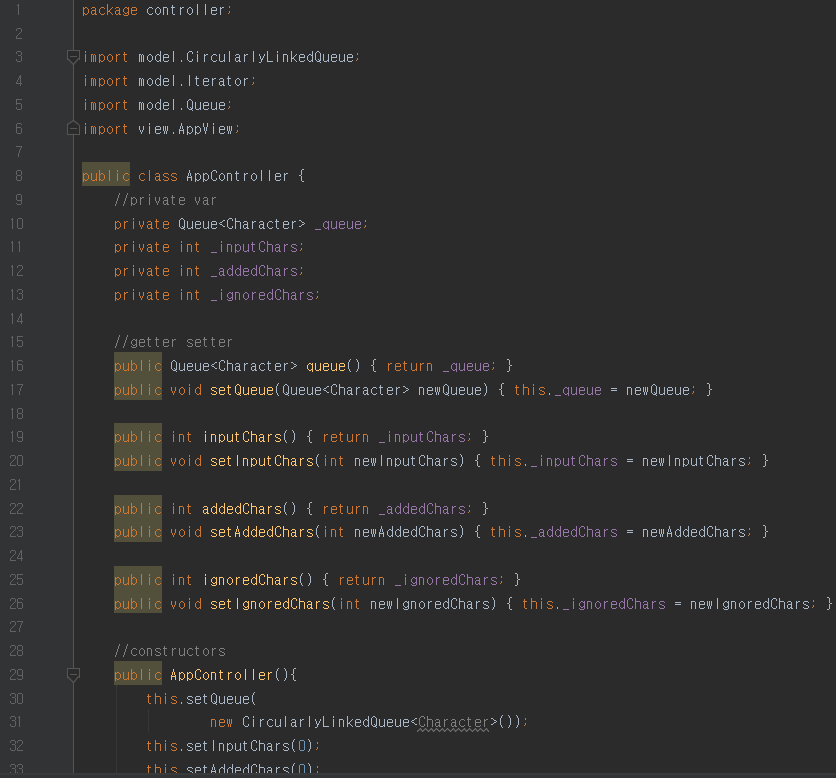 1 package controller;
2
3 import model.CircularlyLinkedQueue;
4 import model.Iterator;
5 import model.Queue;
6 import view.AppView;
7
8 public class AppController {
9 //private var
10 private Queue<Character> _queue;
11 private int _inputChars;
12 private int _addedChars;
13 private int _ignoredChars;
14
15 //getter setter
16 public Queue<Character> queue() { return _queue; }
17 public void setQueue(Queue<Character> newQueue) { this._queue = newQueue; }
18
19 public int inputChars() { return _inputChars; }
20 public void setInputChars(int newInputChars) { this._inputChars = newInputChars; }
21
22 public int addedChars() { return _addedChars; }
23 public void setAddedChars(int newAddedChars) { this._addedChars = newAddedChars; }
24
25 public int ignoredChars() { return _ignoredChars; }
26 public void setIgnoredChars(int newIgnoredChars) { this._ignoredChars = newIgnoredChars; }
27
28 //constructors
29 public AppController(){
30 this.setQueue(
31 new CircularlyLinkedQueue<Character>());
32 this.setInputChars(0);
33 this.setAddedChars(0);